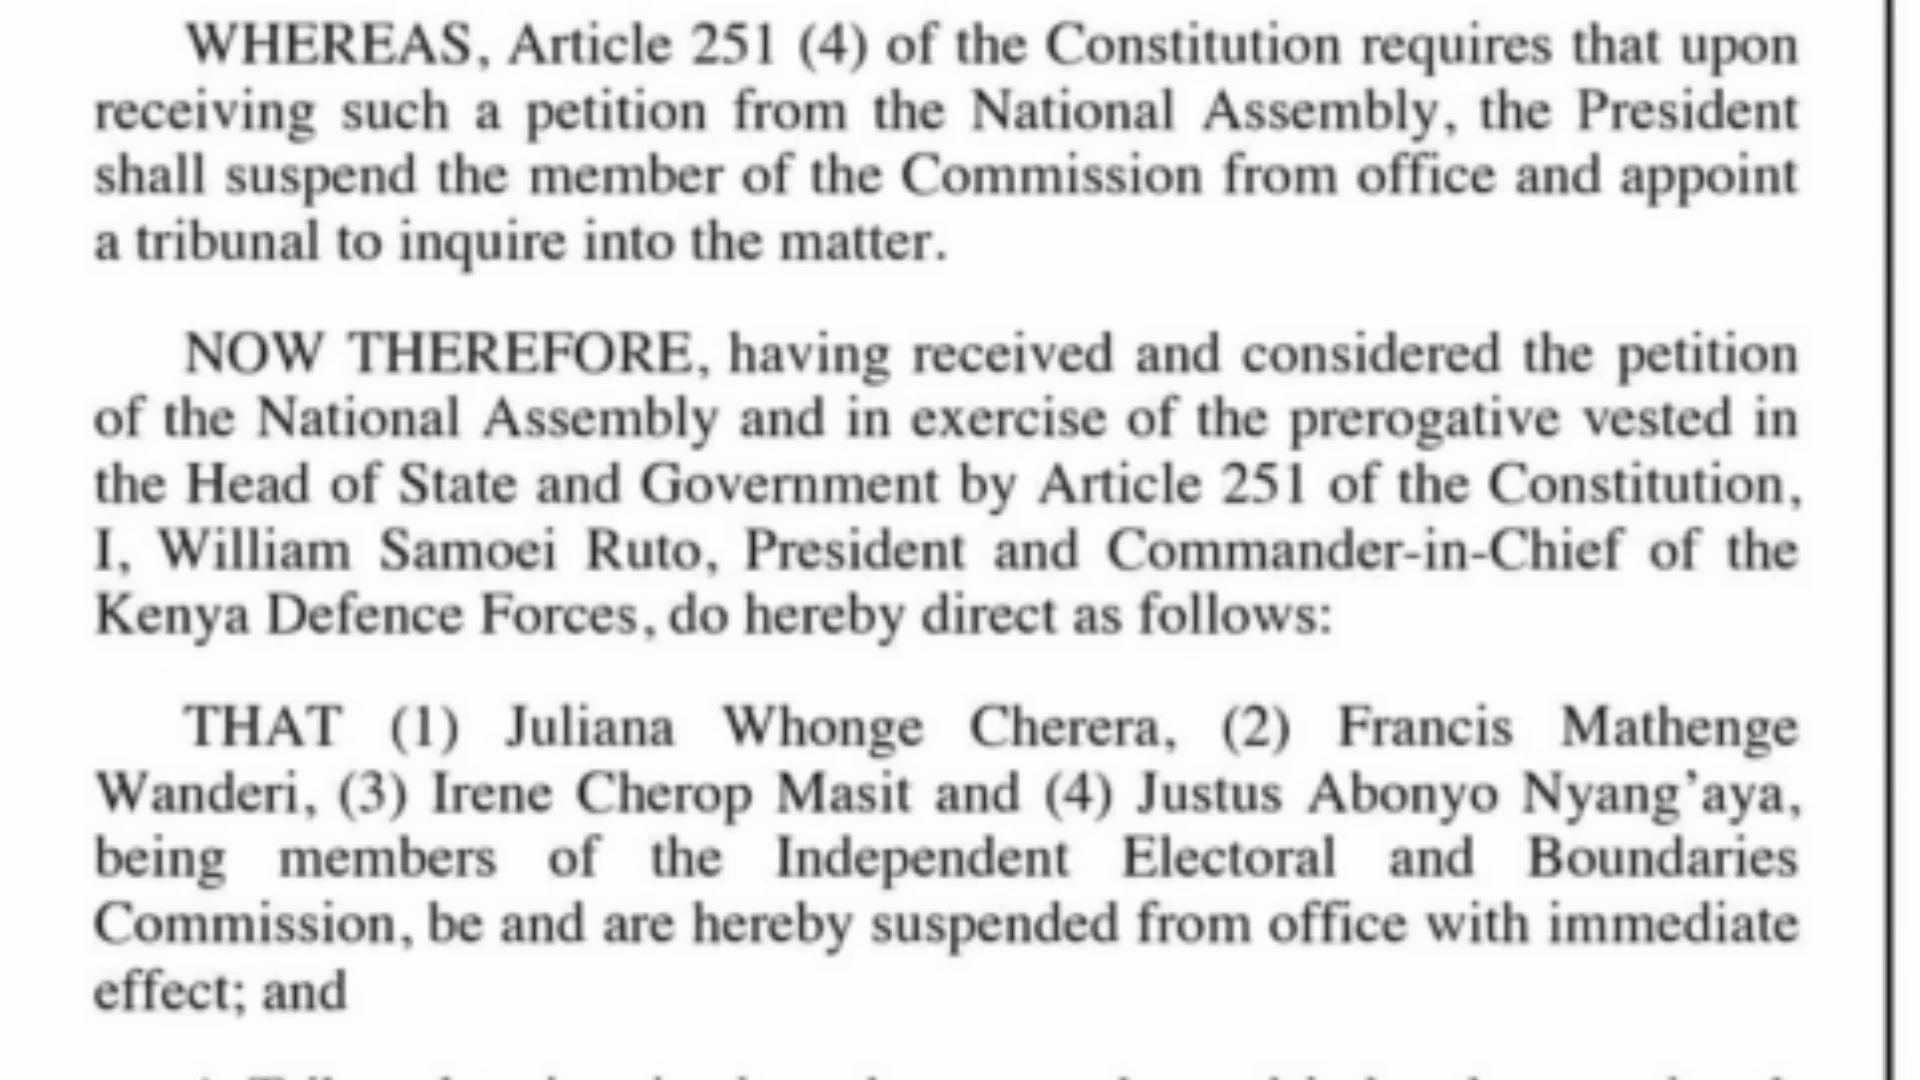 WHEREAS, Article 251 (4) of the Constitution requires that upon
receiving such a petition from the National Assembly, the President
shall suspend the member of the Commission from office and appoint
a tribunal to inquire into the matter.
NOW THEREFORE, having received and considered the petition
of the National Assembly and in exercise of the prerogative vested in
the Head of State and Government by Article 251 of the Constitution,
I, William Samoei Ruto, President and Commander-in-Chief of the
Kenya Defence Forces, do hereby direct as follows:
THAT (1) Juliana Whonge Cherera, (2) Francis Mathenge
Wanderi, (3) Irene Cherop Masit and (4) Justus Abonyo Nyang’aya,
being members of the Independent Electoral and Boundaries
Commission, be and are hereby suspended from office with immediate
effect; and